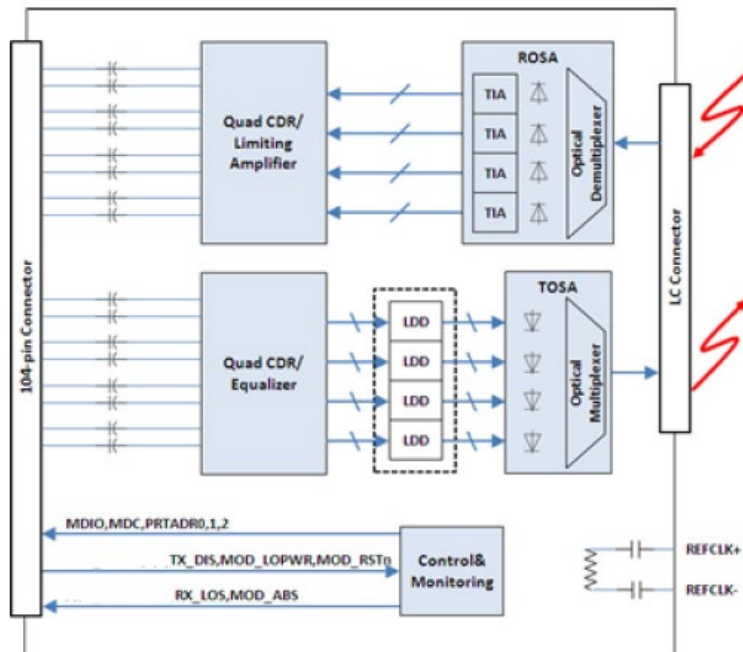 ROSA
Quad CDR/
Limiting
Amplifier
TIA
TIA
TIA
TIA
Optical
Demultiplexer
104-pin Connector
LC Connector
Quad CDR/
Equalizer
LDD
LDD
LDD
LDD
TOSA
Optical
Multiplexer
MDIO,MDC,PRTADR0,1,2
TX_DIS,MOD_LOPWR,MOD_RSTn
RX_LOS,MOD_ABS
Control&
Monitoring
REFCLK+
REFCLK-